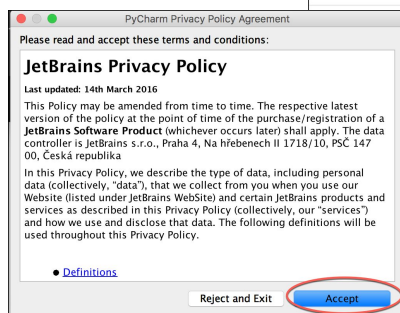 PyCharm Privacy Policy Agreement
Please read and accept these terms and conditions:
JetBrains Privacy Policy
Last updated: 14th March 2016
This Policy may be amended from time to time. The respective latest
version of the policy at the point of time of the purchase/registration of a
JetBrains Software Product (whichever occurs later) shall apply. The data
controller is JetBrains s.r.o., Praha 4, Na hřebenech II 1718/10, PSČ 147
00, Česká republika
In this Privacy Policy, we describe the type of data, including personal
data (collectively, “data”), that we collect from you when you use our
Website (listed under JetBrains WebSite) and certain JetBrains products and
services as described in this Privacy Policy (collectively, our “services”)
and how we use and disclose that data. The following definitions will be
used throughout this Privacy Policy.
• Definitions
Reject and Exit Accept